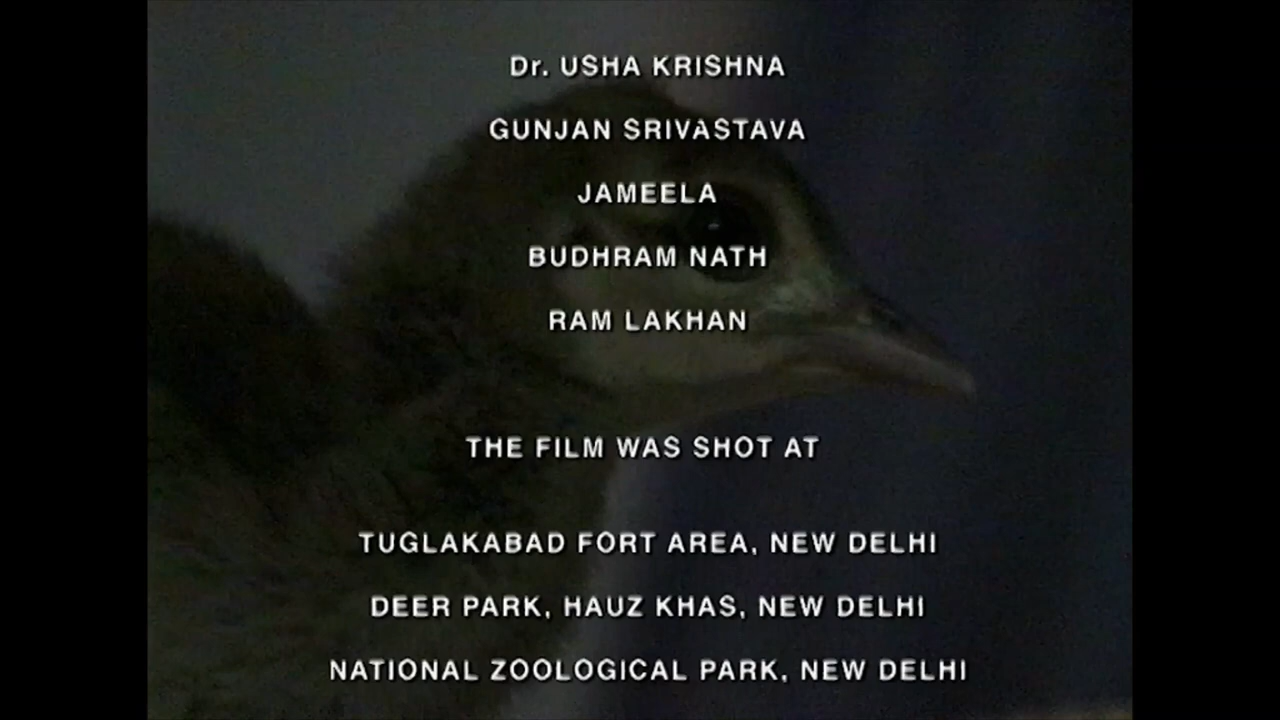 Dr. USHA KRISHNA
GUNJAN SRIVASTAVA
JAMEELA
BUDHRAM NATH
RAM LAKHAN
THE FILM WAS SHOT AT
TUGLAKABAD FORT AREA, NEW DELHI
DEER PARK, HAUZ KHAS, NEW DELHI
NATIONAL ZOOLOGICAL PARK, NEW DELHI